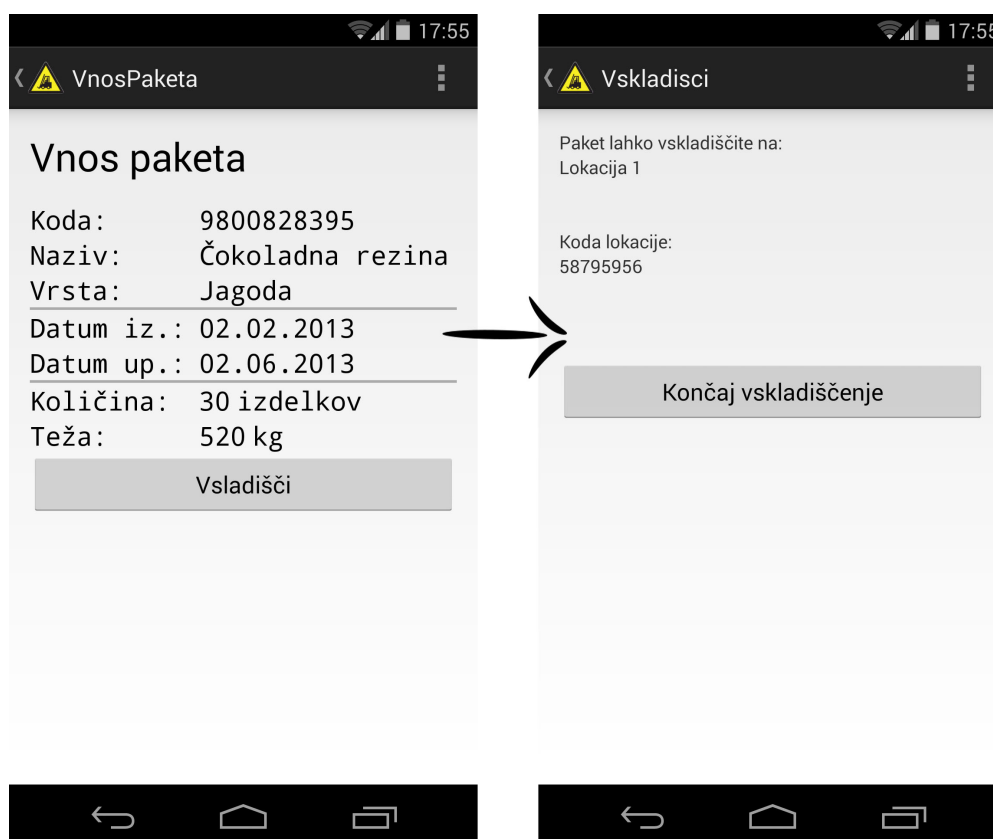 17:55
VnosPaketa
Vnos paketa
Koda: 9800828395
Naziv: Čokoladna rezina
Vrsta: Jagoda
Datum iz.: 02.02.2013
Datum up.: 02.06.2013
Količina: 30 izdelkov
Teža: 520 kg
Vsladišči
17:55
Vskladisci
Paket lahko vskladiščite na:
Lokacija 1
Koda lokacije:
58795956
Končaj vskladiščenje